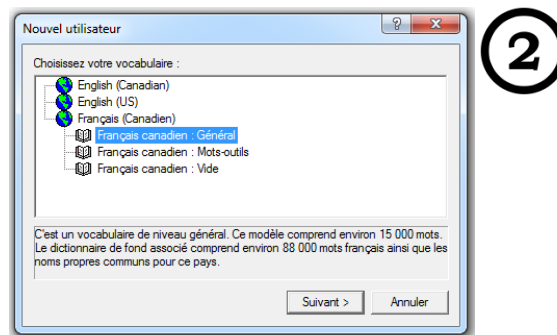 Nouvel utilisateur
2
Choisissez votre vocabulaire :
English (Canadian)
English (US)
Français (Canadien)
Français canadien : Général
Français canadien : Mots-outils
Français canadien : Vide
C'est un vocabulaire de niveau général. Ce modèle comprend environ 15 000 mots.
Le dictionnaire de fond associé comprend environ 88 000 mots français ainsi que les
noms propres communs pour ce pays.
Suivant >
Annuler